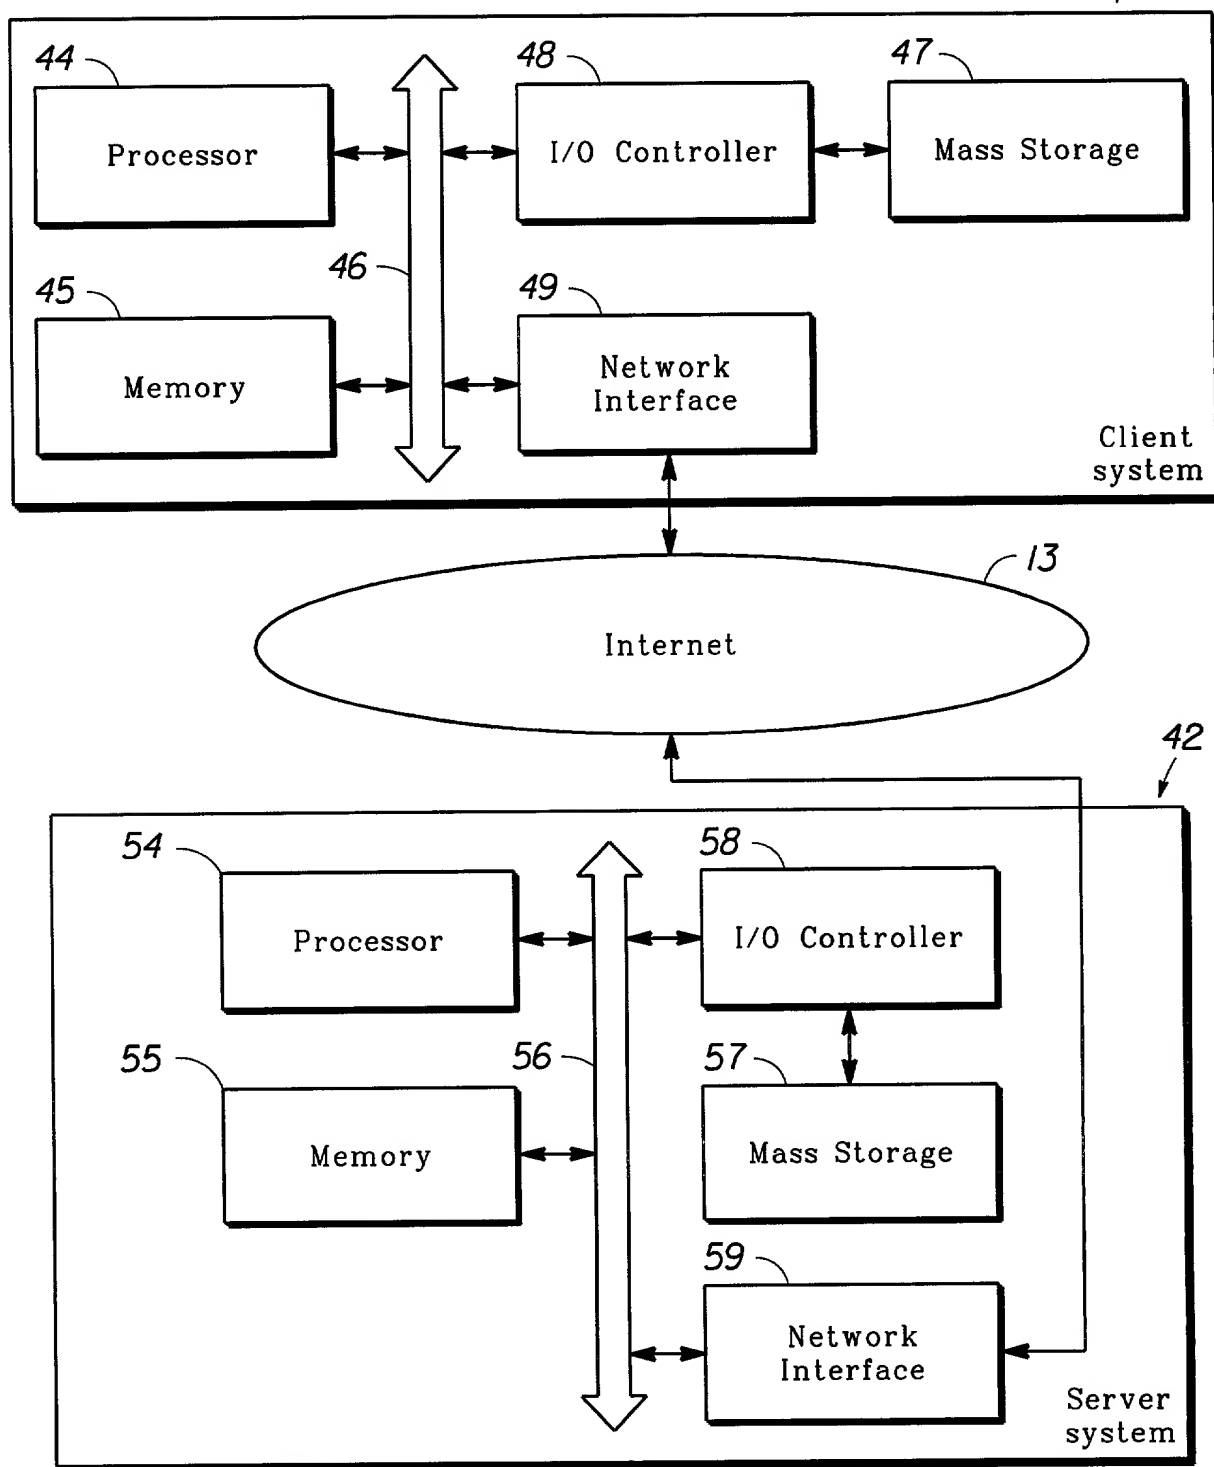 44
48
47
Processor
I/O Controller
Mass Storage
46
45
49
Memory
Network
Interface
Client
system
13
Internet
42
54
58
Processor
I/O Controller
55
56
57
Memory
Mass Storage
59
Network
Interface
Server
system